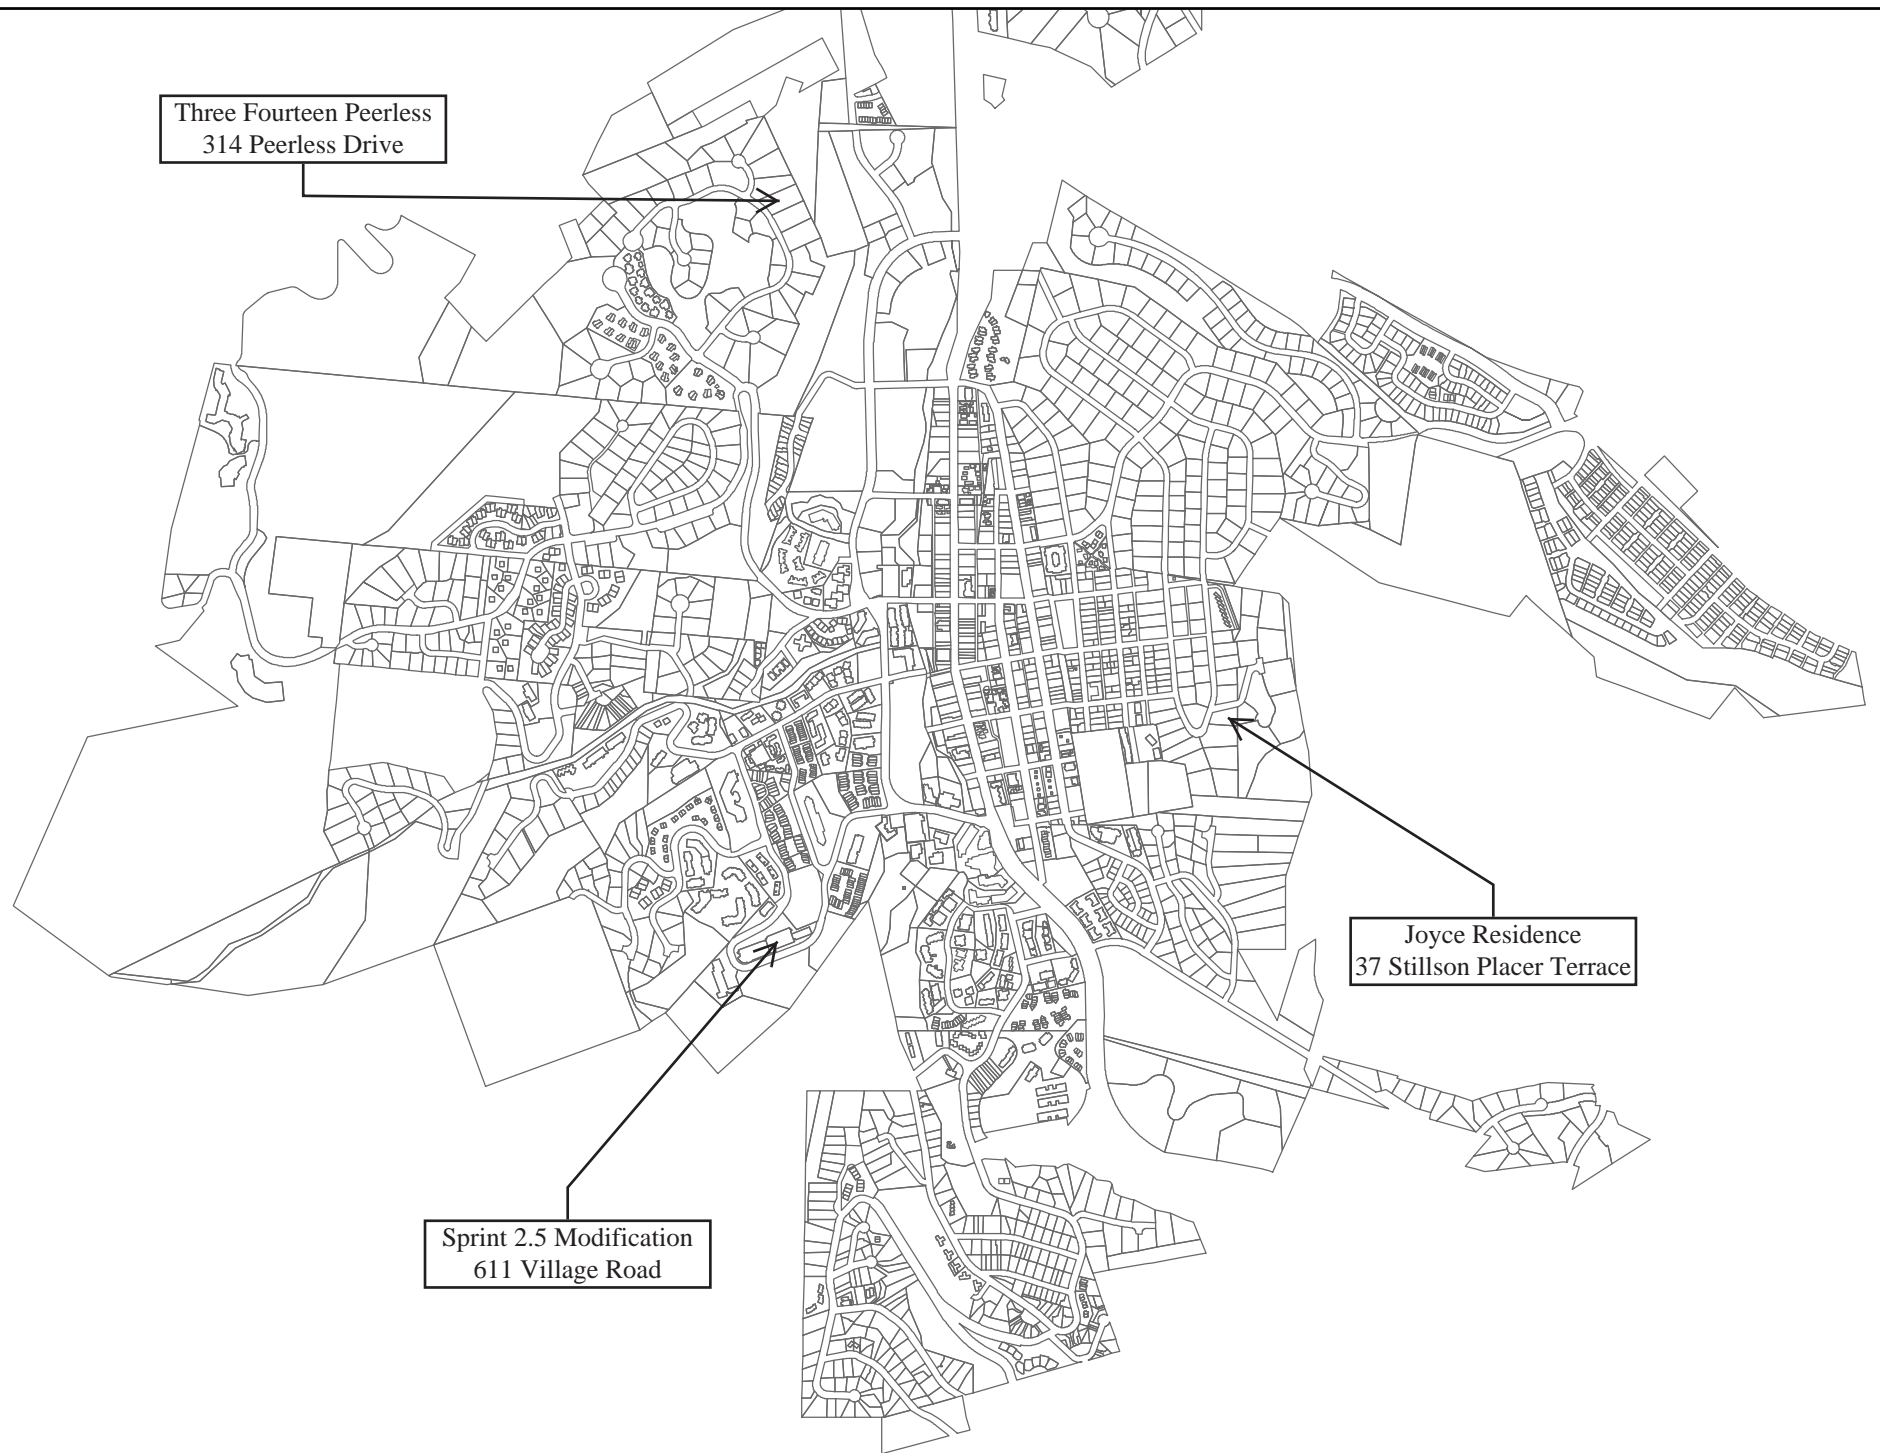 Three Fourteen Peerless
314 Peerless Drive
Joyce Residence
37 Stillson Placer Terrace
Sprint 2.5 Modification
611 Village Road